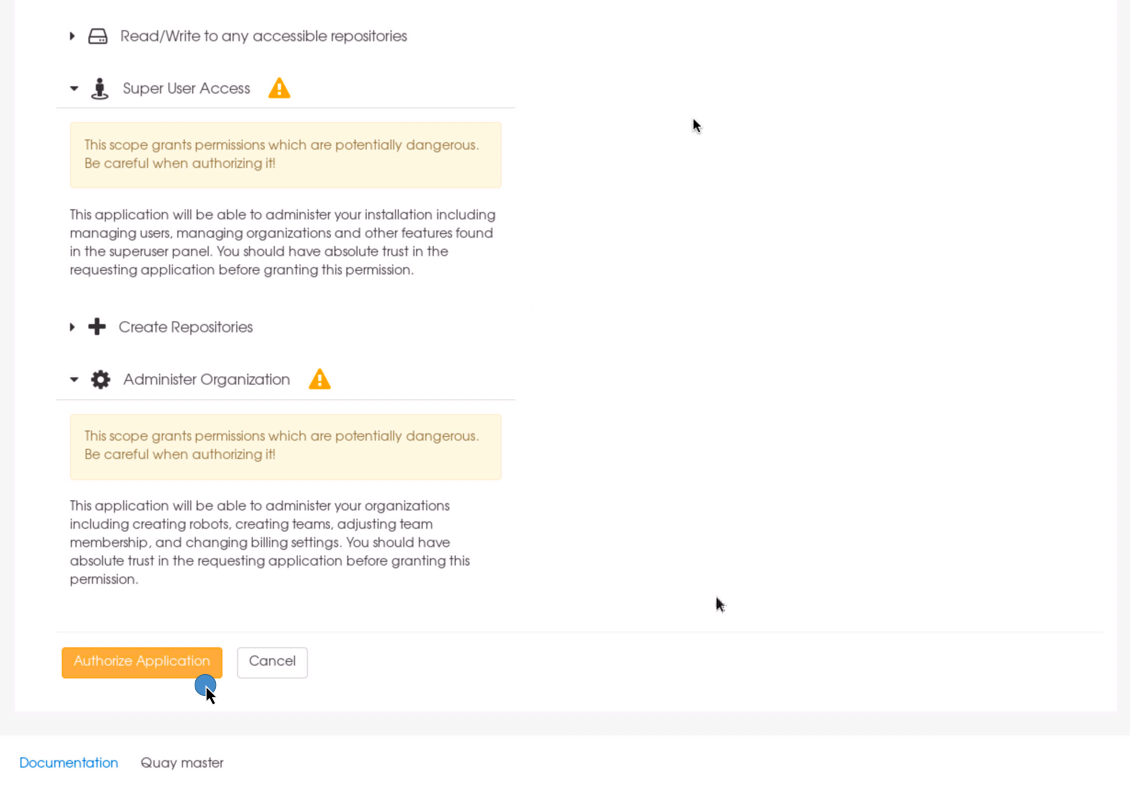 Read/Write to any accessible repositories
Super User Access
This scope grants permissions which are potentially dangerous.
Be careful when authorizing it!
This application will be able to administer your installation including
managing users, managing organizations and other features found
in the superuser panel. You should have absolute trust in the
requesting application before granting this permission.
Create Repositories
Administer Organization
This scope grants permissions which are potentially dangerous.
Be careful when authorizing it!
This application will be able to administer your organizations
including creating robots, creating teams, adjusting team
membership, and changing billing settings. You should have
absolute trust in the requesting application before granting this
permission.
Authorize Application Cancel
Documentation Quay master